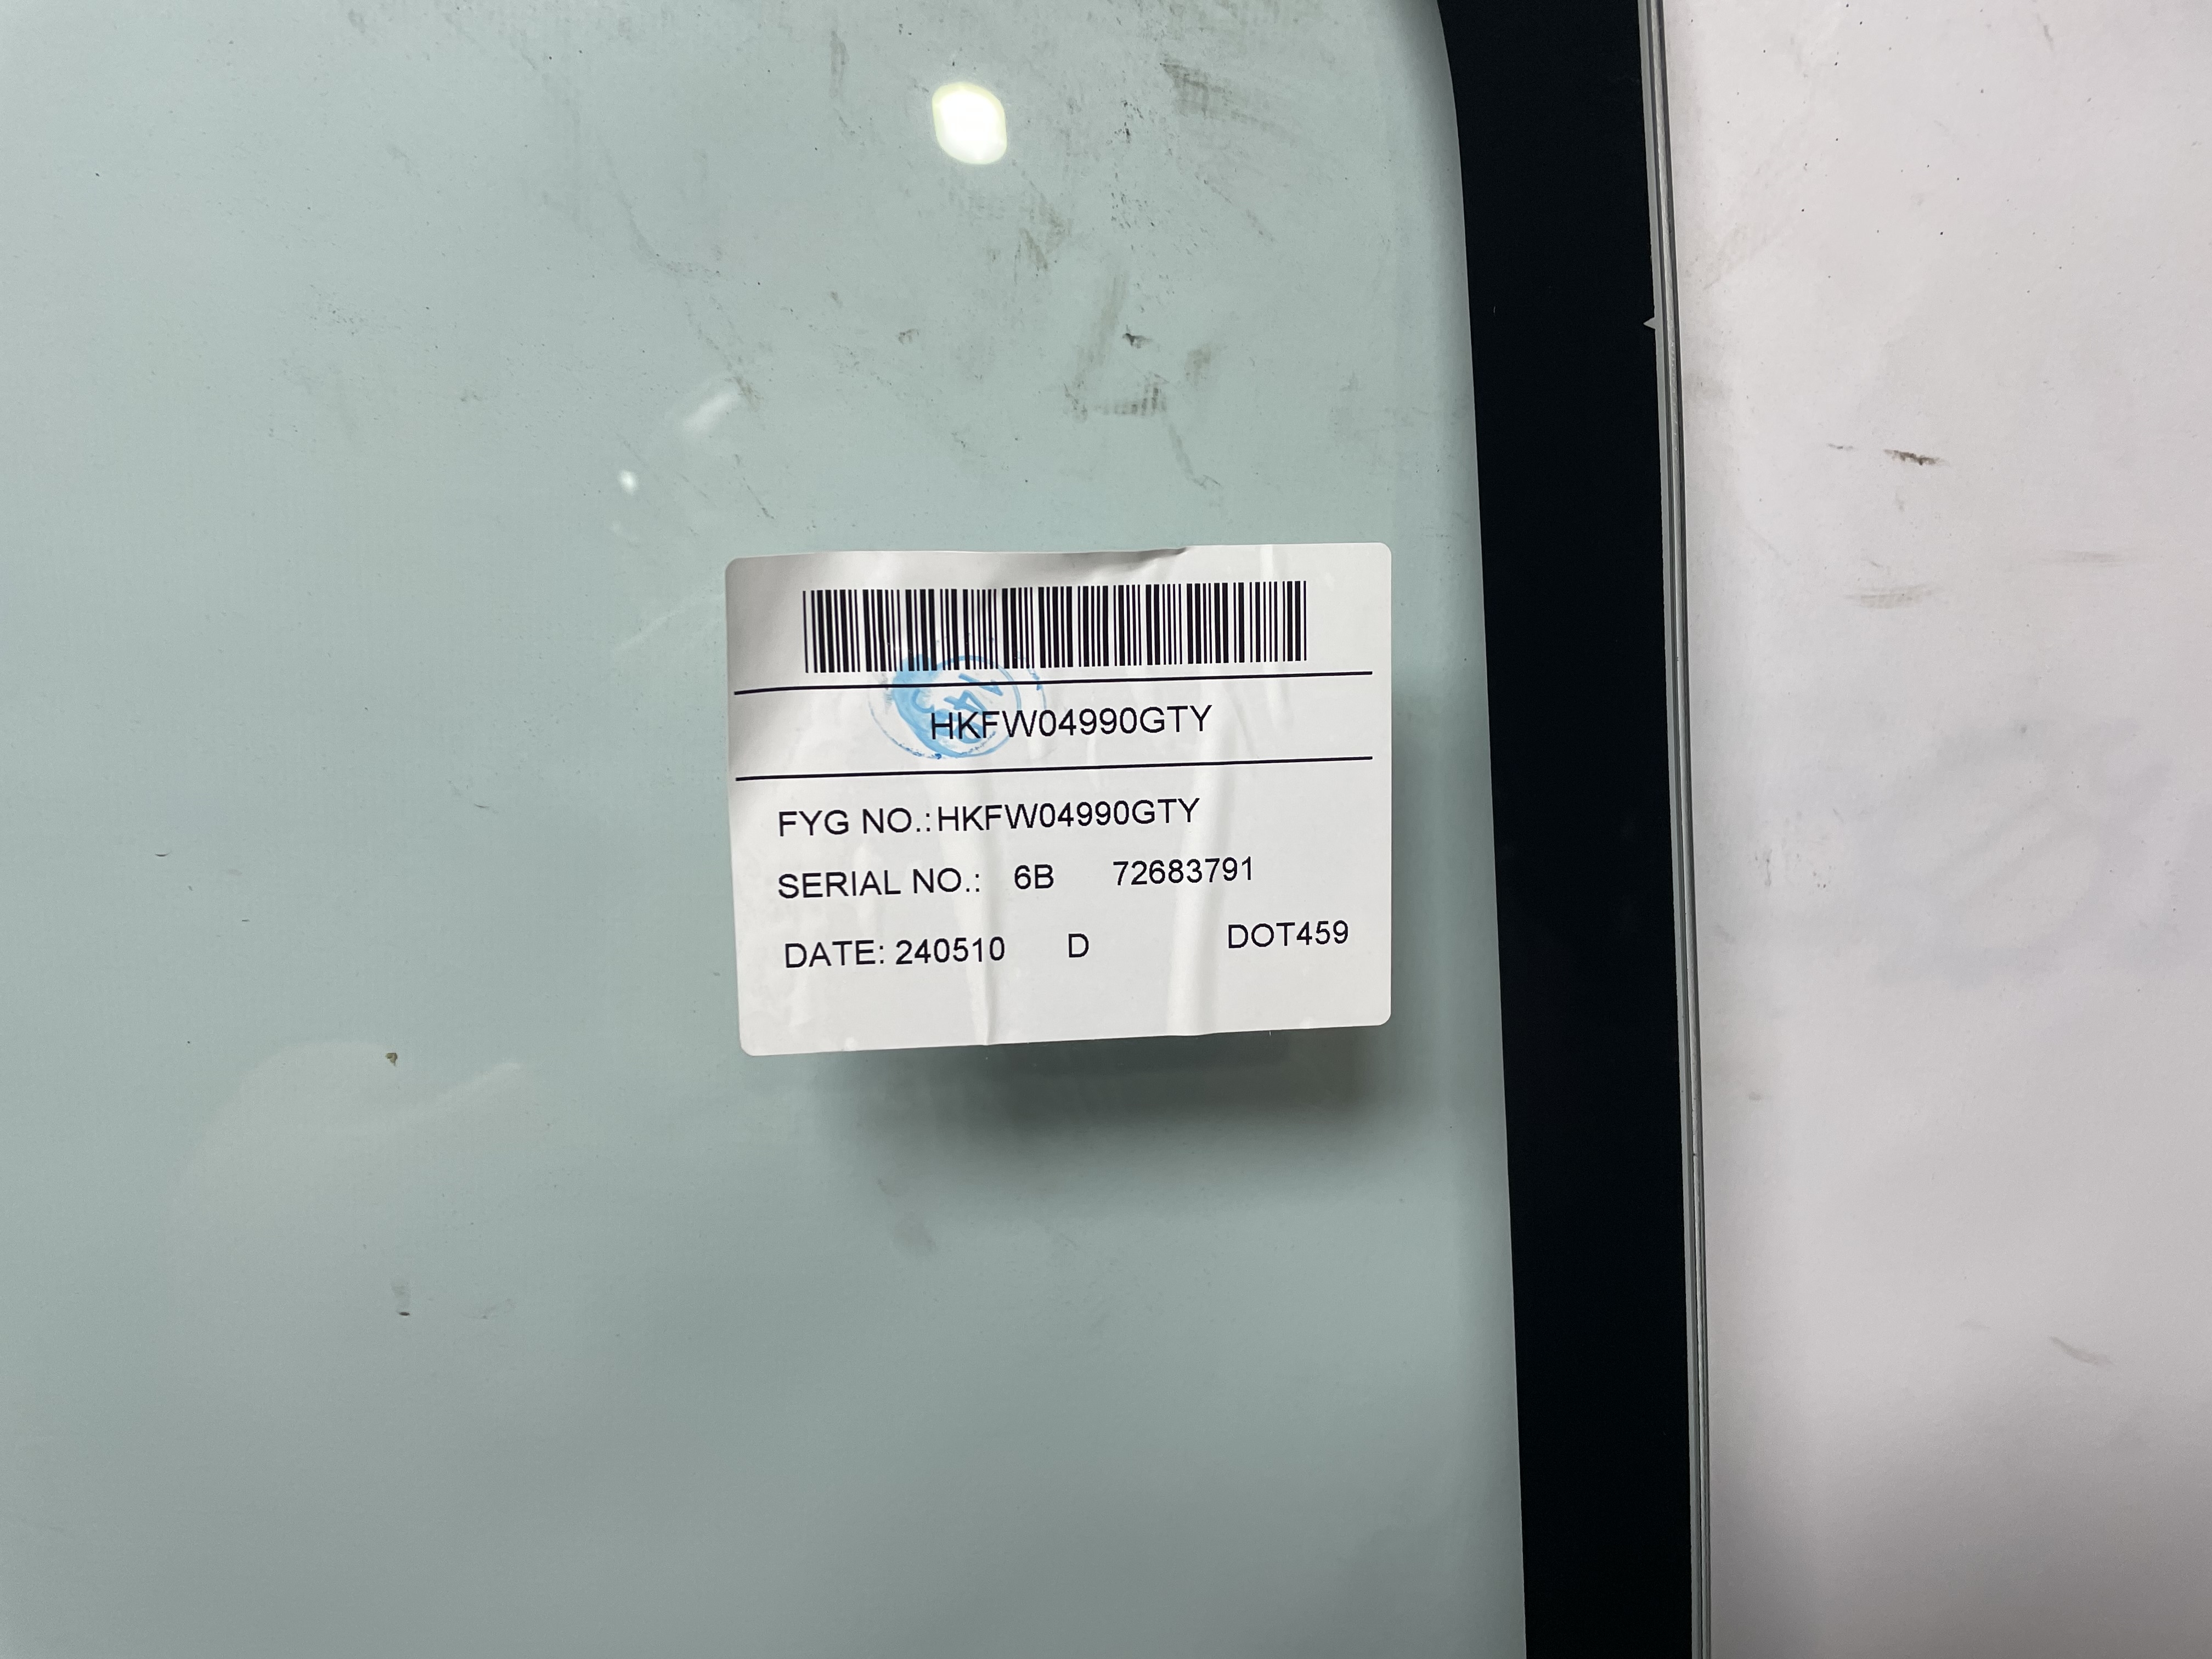 HKFW04990GTY
FYG NO.:HKFW04990GTY
SERIAL NO.: 6B 72683791
DATE: 240510 D DOT459